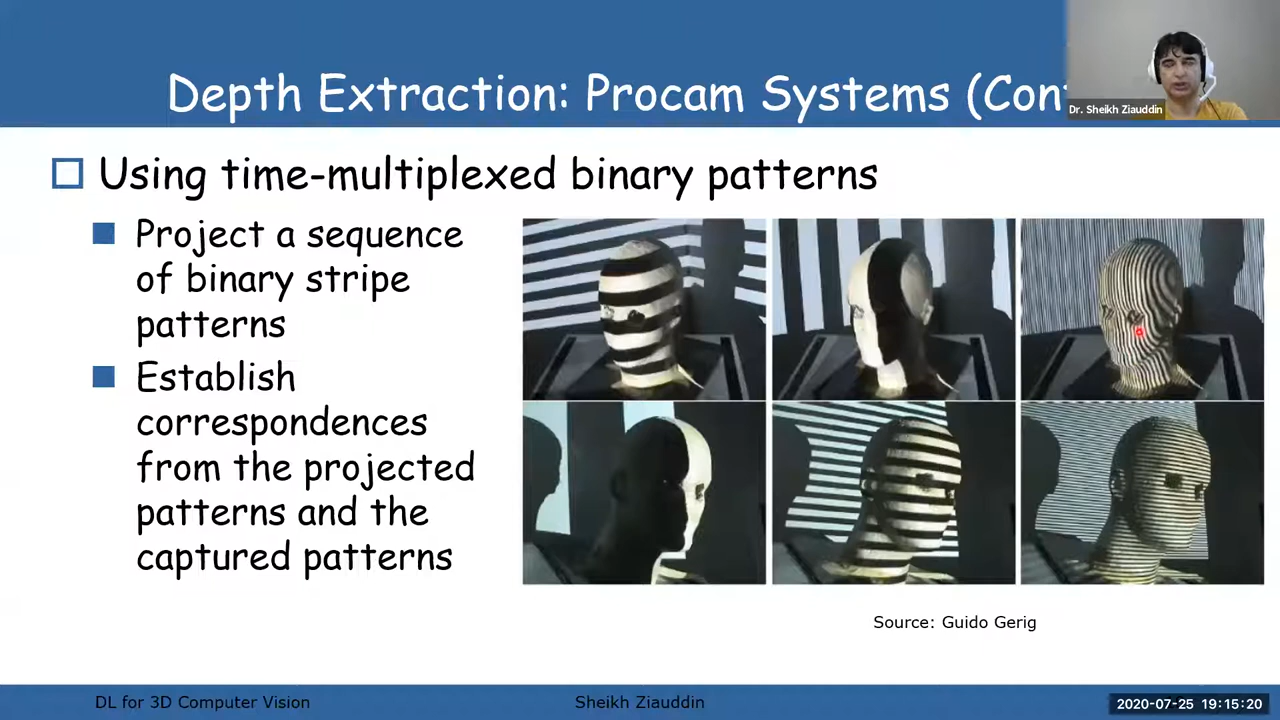 Depth Extraction: Procam Systems (Con
Dr. Sheikh Ziauddin
Using time-multiplexed binary patterns
Project a sequence
of binary stripe
patterns
Establish
correspondences
from the projected
patterns and the
captured patterns
Source: Guido Gerig
DL for 3D Computer Vision
Sheikh Ziauddin
2020-07-25 19:15:20